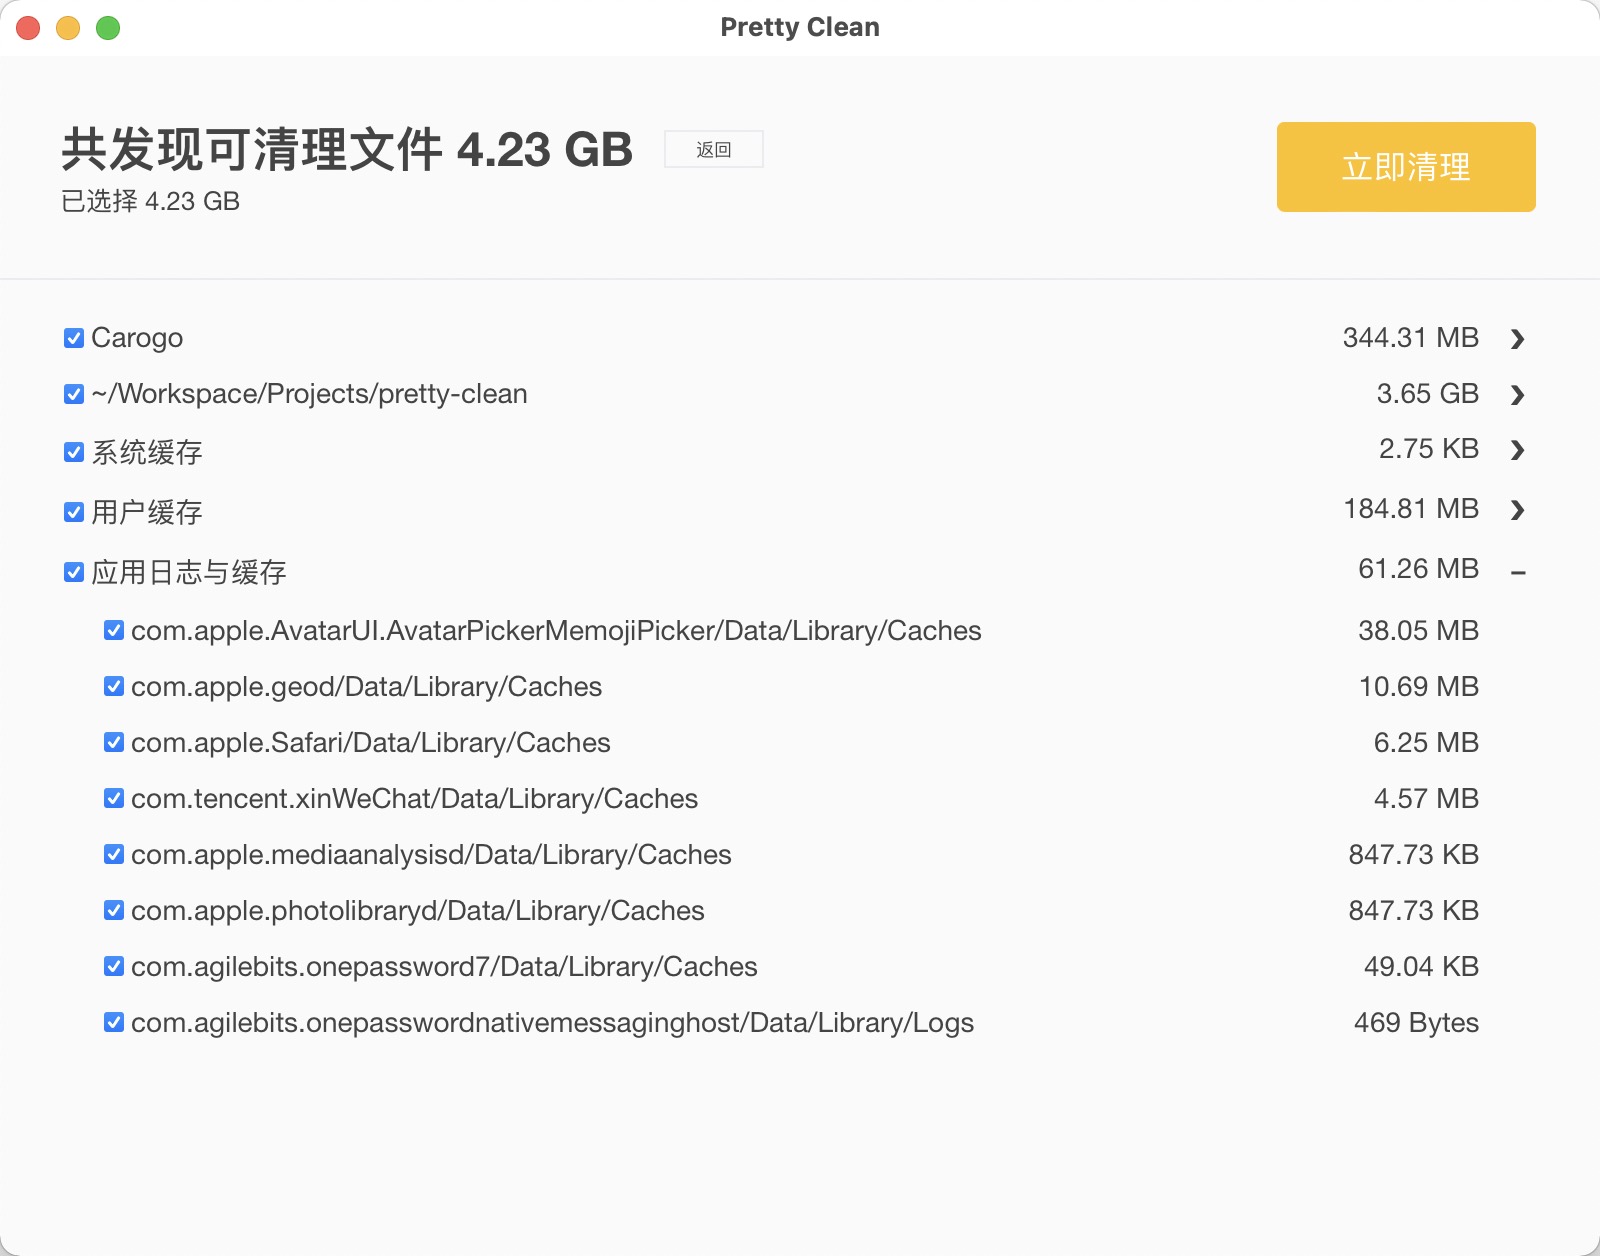 Pretty Clean
共发现可清理文件 4.23 GB 返回
已选择 4.23 GB
立即清理
Carogo 344.31 MB
~/Workspace/Projects/pretty-clean 3.65 GB
系统缓存 2.75 KB
用户缓存 184.81 MB
应用日志与缓存 61.26 MB
com.apple.AvatarUI.AvatarPickerMemojiPicker/Data/Library/Caches 38.05 MB
com.apple.geod/Data/Library/Caches 10.69 MB
com.apple.Safari/Data/Library/Caches 6.25 MB
com.tencent.xinWeChat/Data/Library/Caches 4.57 MB
com.apple.mediaanalysisd/Data/Library/Caches 847.73 KB
com.apple.photolibraryd/Data/Library/Caches 847.73 KB
com.agilebits.onepassword7/Data/Library/Caches 49.04 KB
com.agilebits.onepasswordnativemessaginghost/Data/Library/Logs 469 Bytes